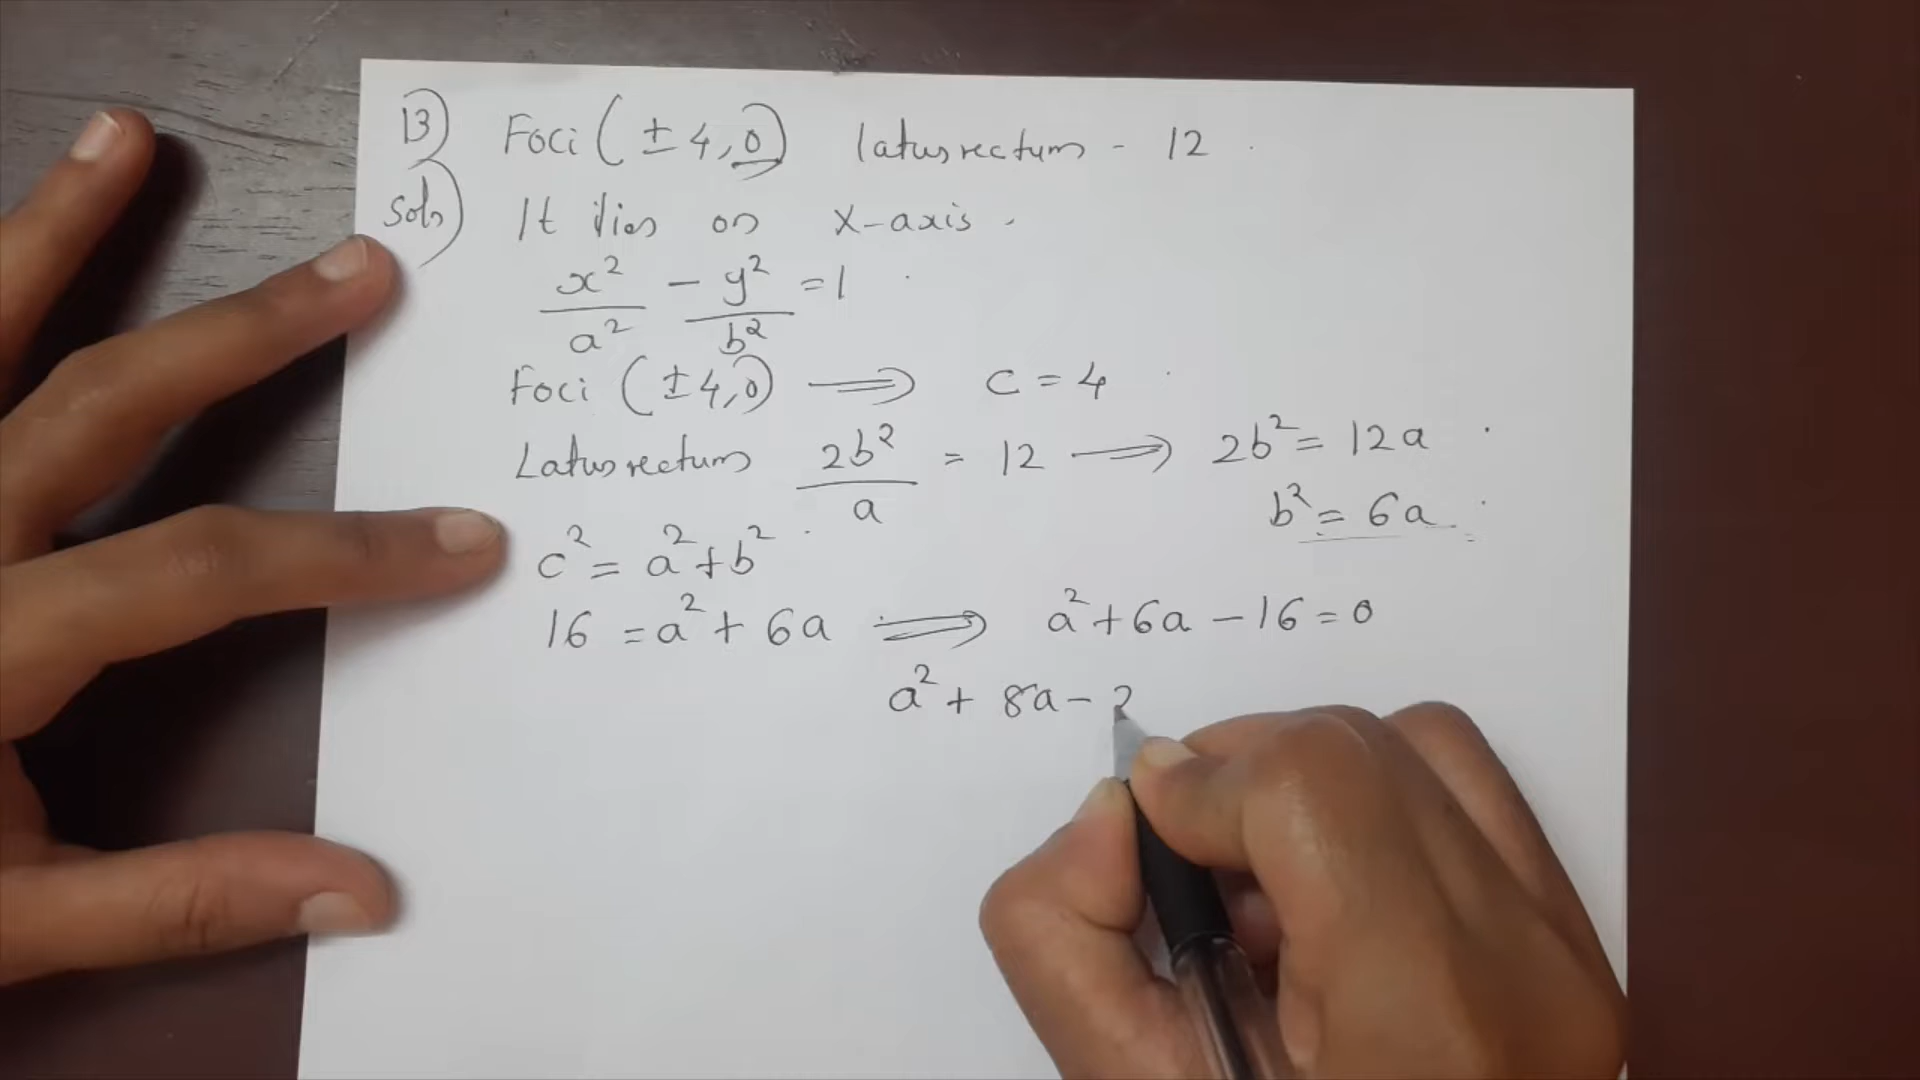 13) Foci (±4,0) latusrectum - 12
Soln) It lies on X-axis.
x²/a² - y²/b² = 1
Foci (±4,0) ⟹ c = 4
Latusrectum 2b²/a = 12 ⟹ 2b² = 12a
b² = 6a
c² = a² + b²
16 = a² + 6a ⟹ a² + 6a - 16 = 0
a² + 8a - 2